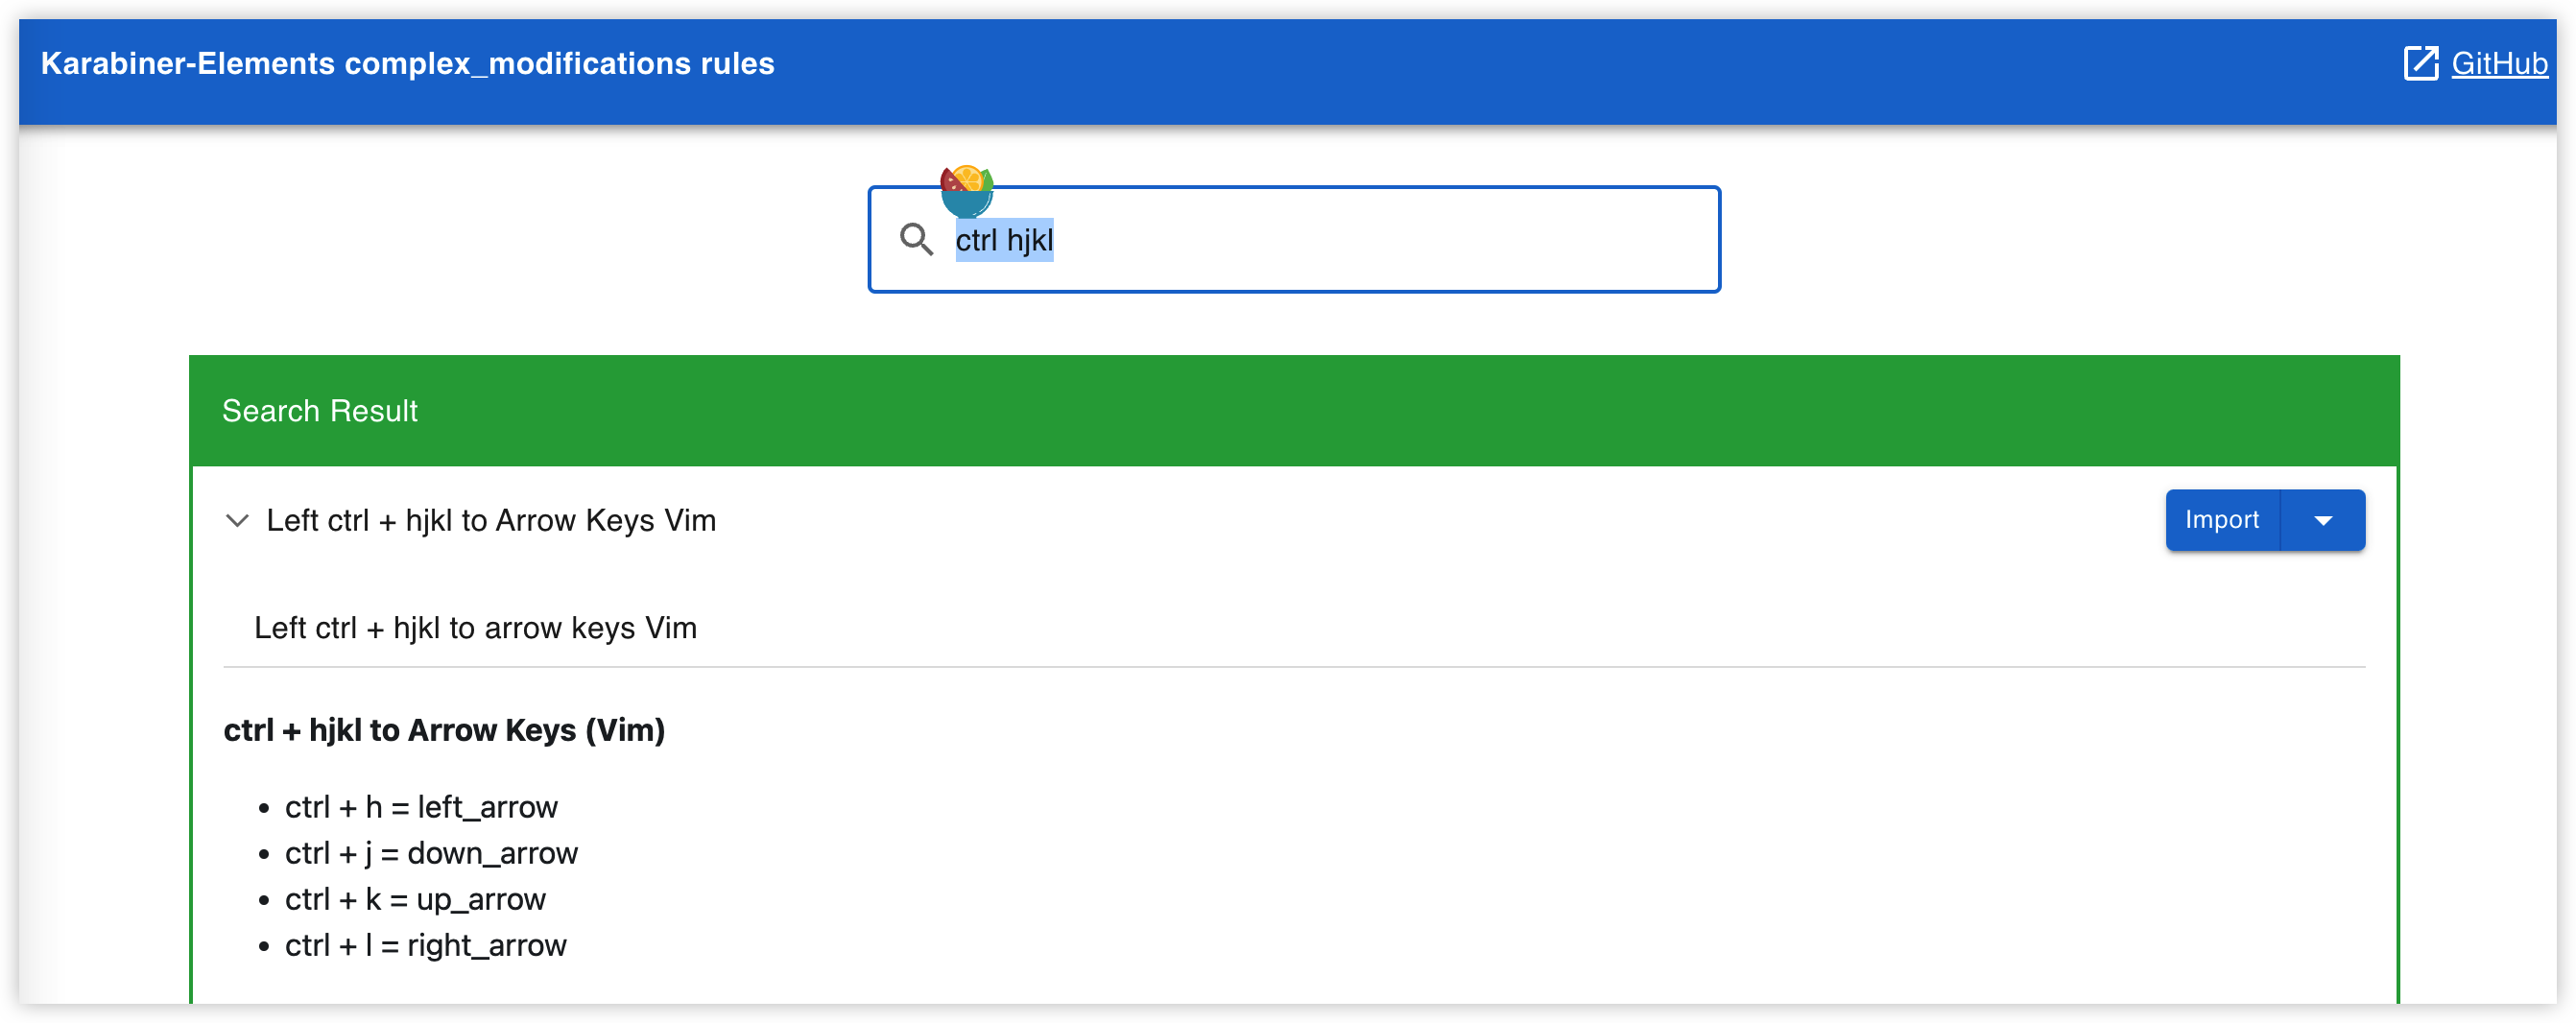 Karabiner-Elements complex_modifications rules
GitHub
ctrl hjkl
Search Result
Left ctrl + hjkl to Arrow Keys Vim
Import
Left ctrl + hjkl to arrow keys Vim
ctrl + hjkl to Arrow Keys (Vim)
• ctrl + h = left_arrow
• ctrl + j = down_arrow
• ctrl + k = up_arrow
• ctrl + l = right_arrow